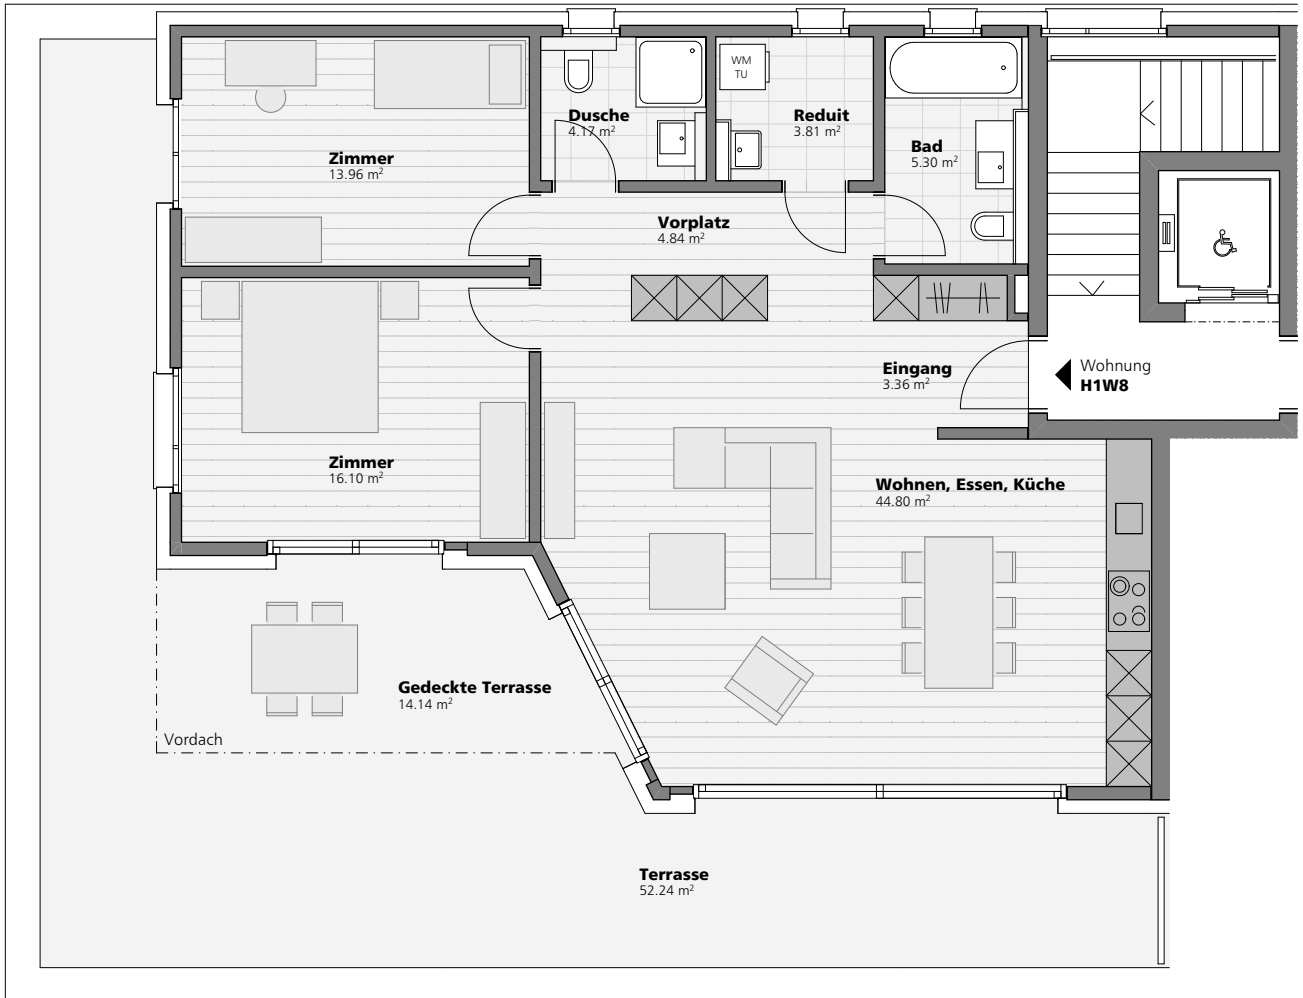 WM
TU
Dusche
4.17 m²
Reduit
3.81 m²
Bad
5.30 m²
Zimmer
13.96 m²
Vorplatz
4.84 m²
Eingang
3.36 m²
Wohnung
H1W8
Zimmer
16.10 m²
Wohnen, Essen, Küche
44.80 m²
Gedeckte Terrasse
14.14 m²
Vordach
Terrasse
52.24 m²